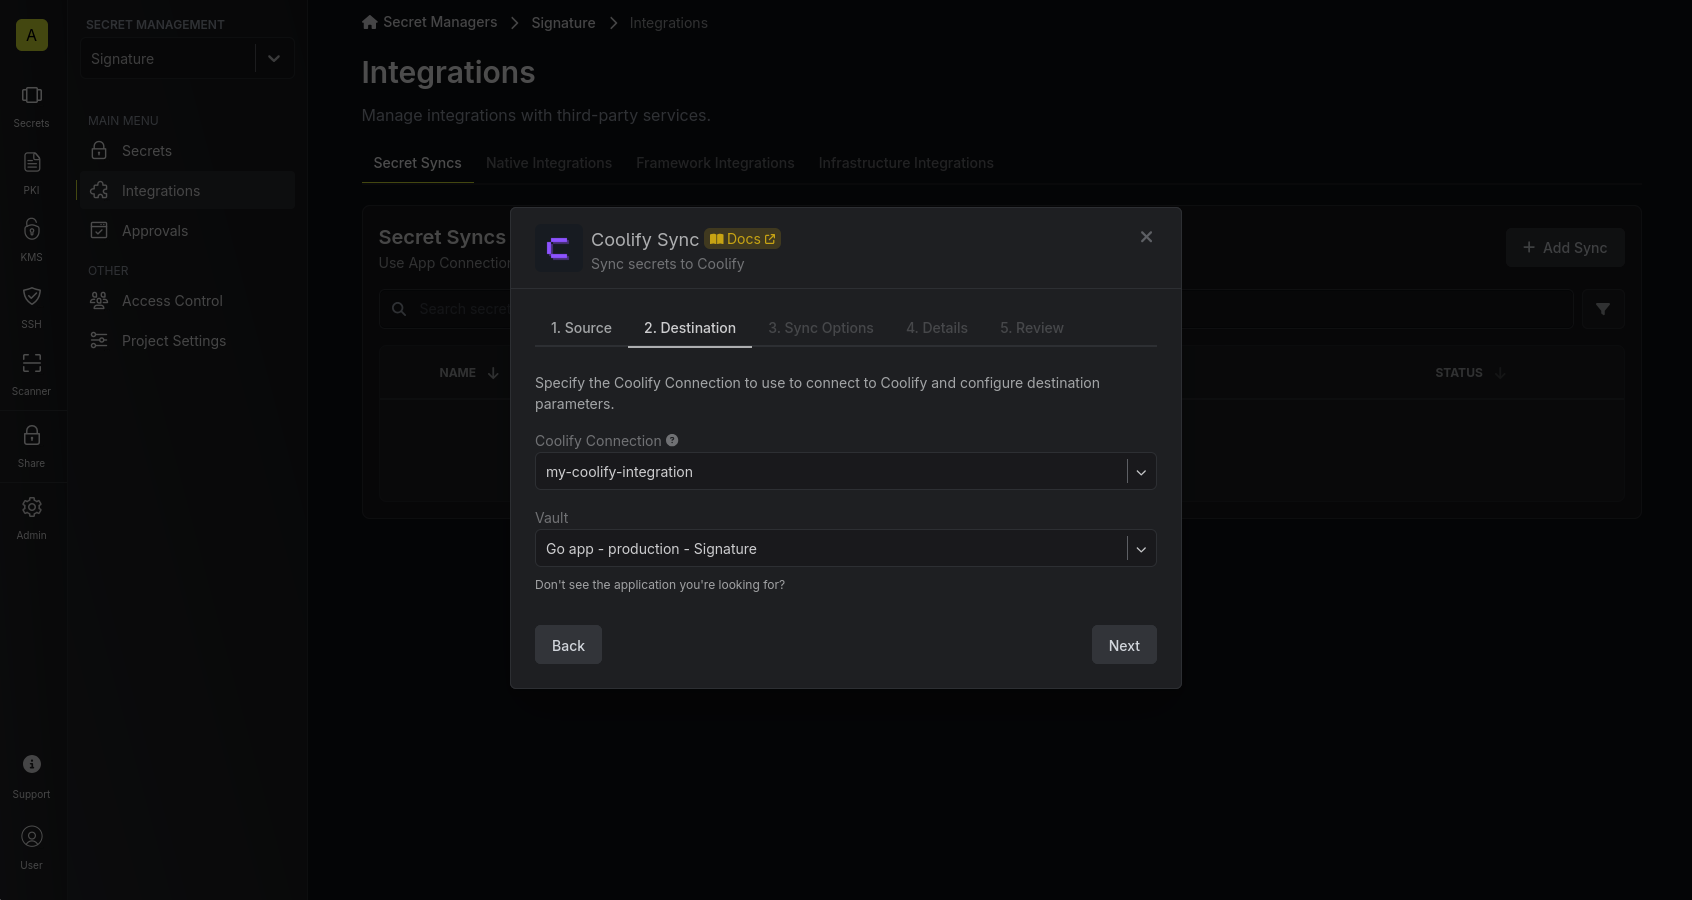 A
SECRET MANAGEMENT
Signature
Secrets
PKI
KMS
SSH
Scanner
Share
Admin
Support
User
MAIN MENU
Secrets
Integrations
Approvals
OTHER
Access Control
Project Settings
Secret Managers > Signature > Integrations
Integrations
Manage integrations with third-party services.
Secret Syncs Native Integrations Framework Integrations Infrastructure Integrations
Secret Syncs
Use App Connection
+ Add Sync
Search secret
NAME
STATUS
Coolify Sync Docs
Sync secrets to Coolify
1. Source 2. Destination 3. Sync Options 4. Details 5. Review
Specify the Coolify Connection to use to connect to Coolify and configure destination
parameters.
Coolify Connection ?
my-coolify-integration
Vault
Go app - production - Signature
Don't see the application you're looking for?
Back
Next